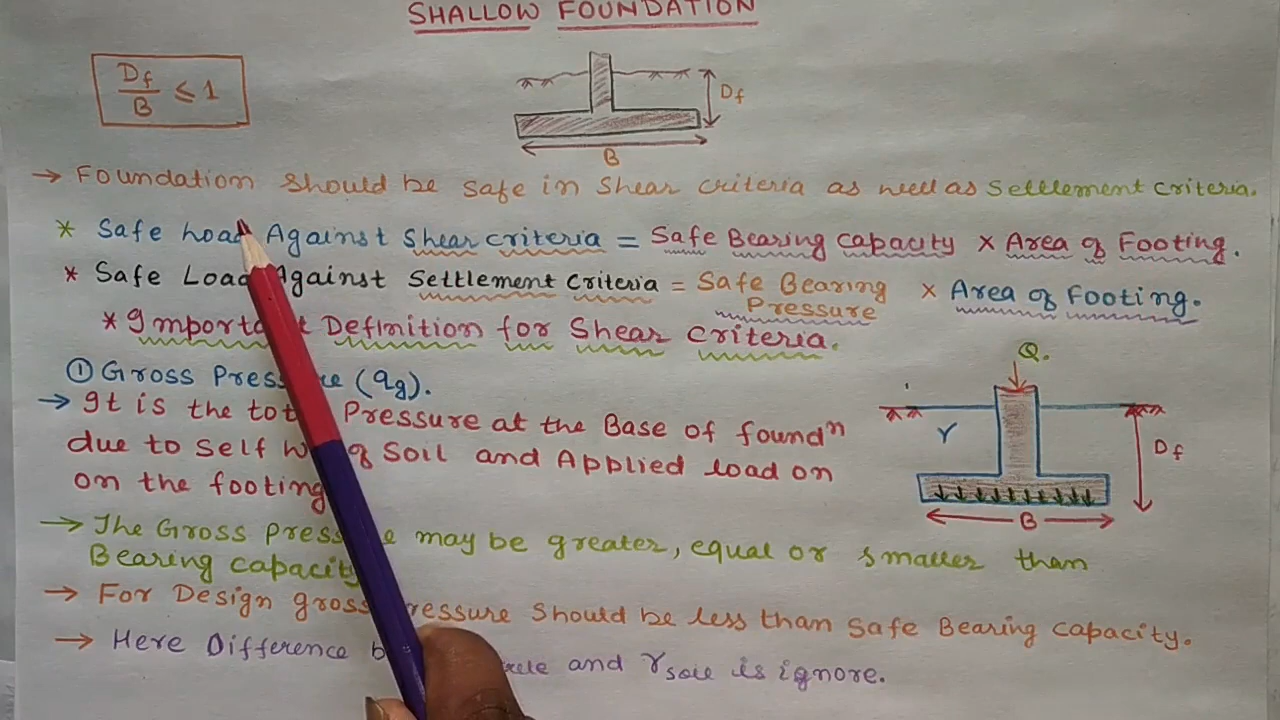 SHALLOW FOUNDATION
Df/B ≤ 1
Df
B
→ Foundation should be safe in shear criteria as well as settlement criteria.
* Safe Load Against Shear criteria = Safe Bearing capacity × Area of Footing.
* Safe Load Against Settlement Criteria = Safe Bearing Pressure × Area of Footing.
* Important Definition for Shear criteria.
① Gross Pressure (qg).
→ It is the Pressure at the Base of foundⁿ
due to self of Soil and Applied load on
on the footing
Q.
γ
Df
B
→ The Gross may be greater, equal or smaller than
Bearing capacity
→ For Design gross pressure should be less than safe Bearing capacity.
→ Here Difference and γsoil is ignore.